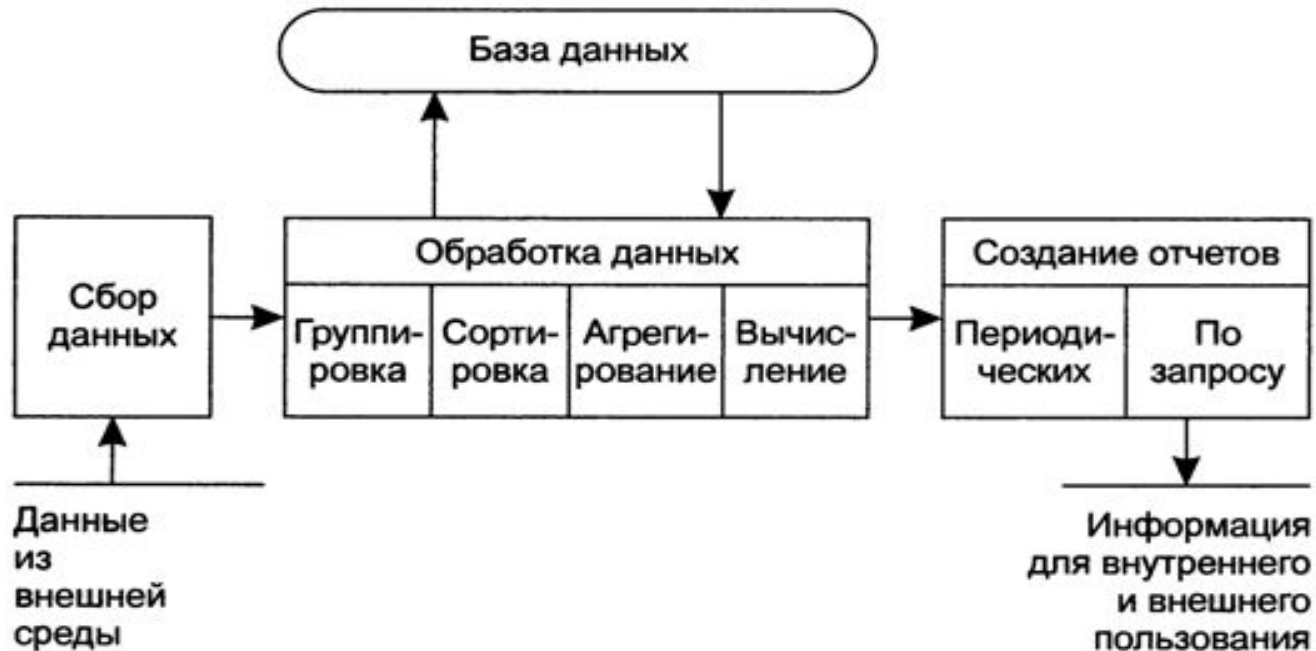 База данных
Сбор
данных
Обработка данных
Группи-
ровка
Сорти-
ровка
Агреги-
рование
Вычис-
ление
Создание отчетов
Периоди-
ческих
По
запросу
Данные
из
внешней
среды
Информация
для внутреннего
и внешнего
пользования